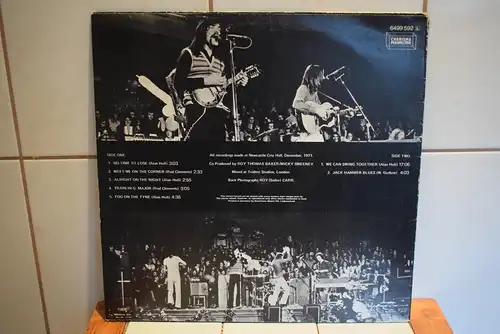 6499 592
CHARISMA
SIDE ONE
1. NO TIME TO LOSE (Alan Hull) 3:03
2. MEET ME ON THE CORNER (Rod Clements) 2:33
3. ALRIGHT ON THE NIGHT (Alan Hull) 2:55
4. TRAIN IN G MAJOR (Rod Clements) 3:05
5. FOG ON THE TYNE (Alan Hull) 4:35
All recordings made at Newcastle City Hall, December, 1971.
Co Produced by ROY THOMAS BAKER/MICKY SWEENEY.
Mixed at Trident Studios, London.
Back Photography ROY CARR.
SIDE TWO
1. WE CAN SWING TOGETHER (Alan Hull) 17:06
2. JACK HAMMER BLUES (W. Guthrie) 4:03